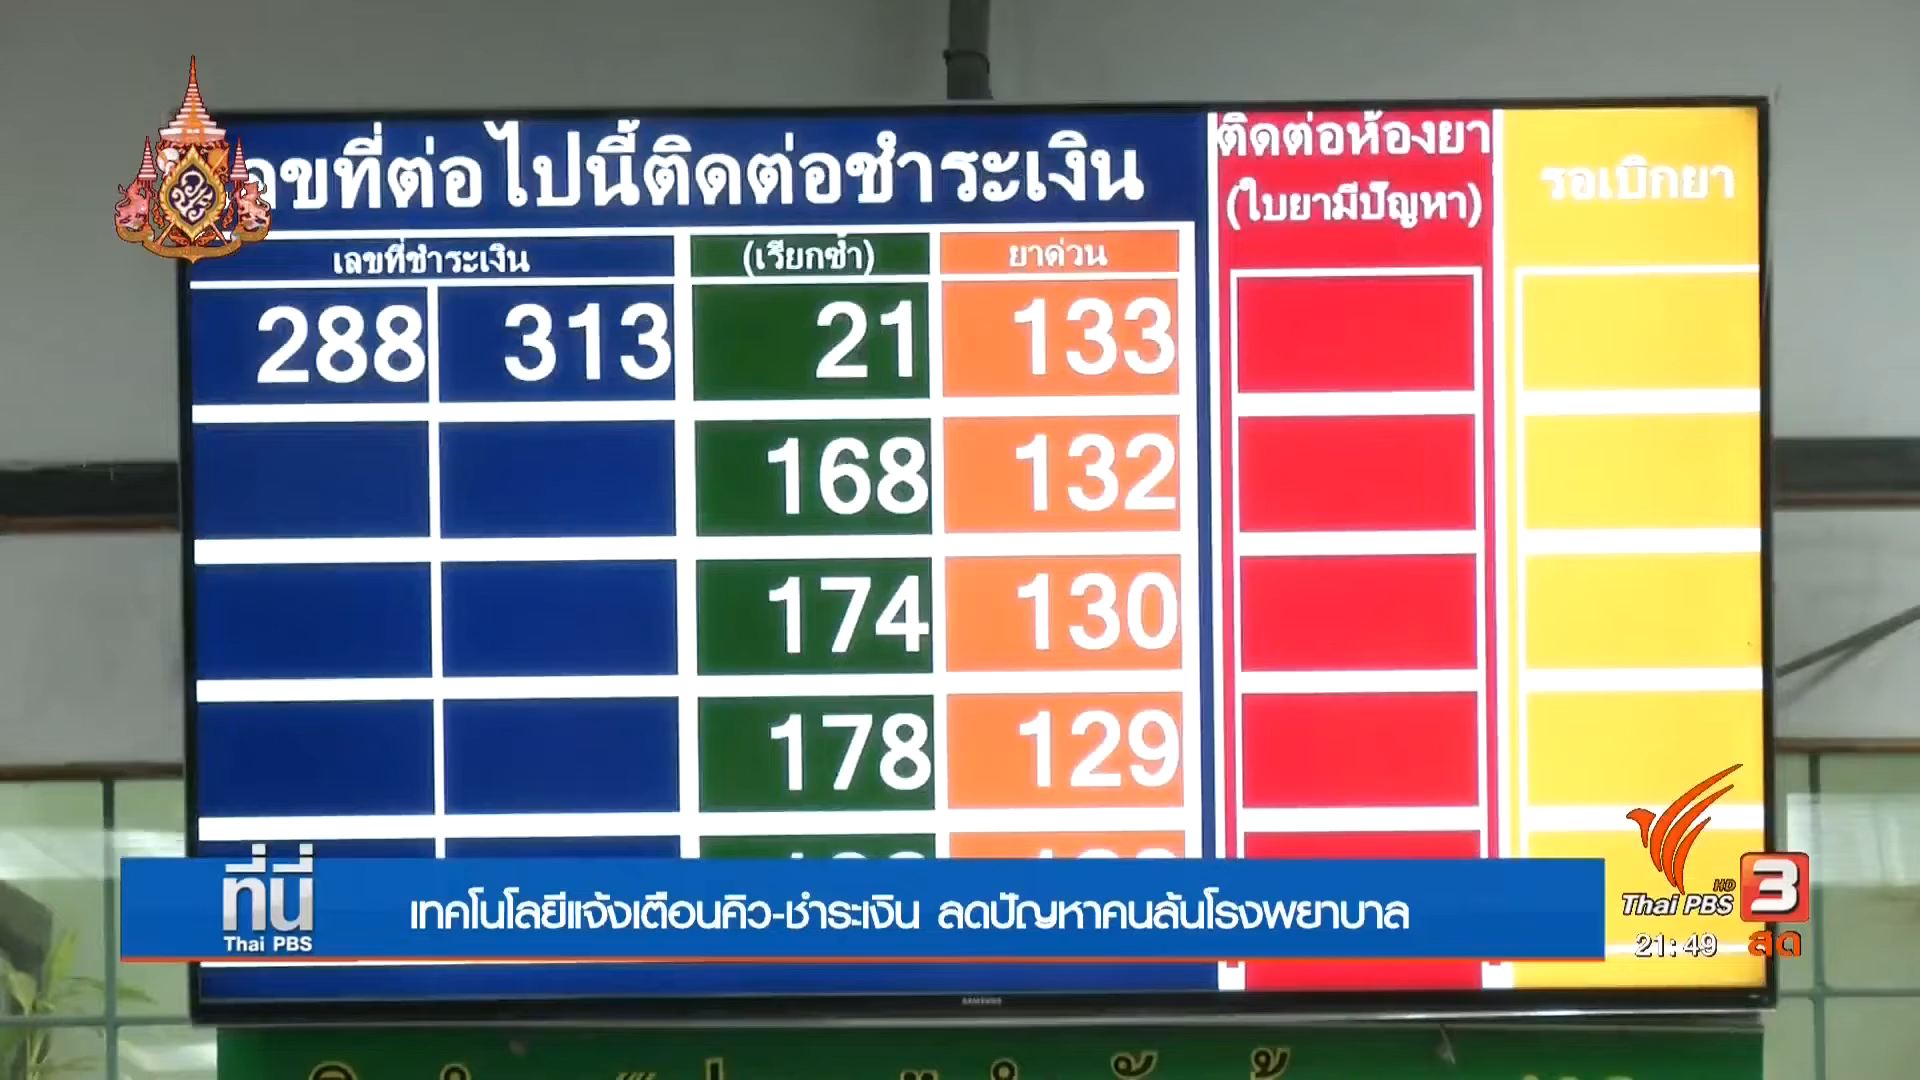 เลขที่ต่อไปนี้ติดต่อชำระเงิน
ติดต่อห้องยา
(ใบยามีปัญหา)
รอเบิกยา
เลขที่ชำระเงิน
(เรียกซ้ำ)
ยาด่วน
288 313 21 133
168 132
174 130
178 129
ที่นี่
Thai PBS
เทคโนโลยีแจ้งเตือนคิว-ชำระเงิน ลดปัญหาคนล้นโรงพยาบาล
HD
Thai PBS
3
21:49
สด
SAMSUNG